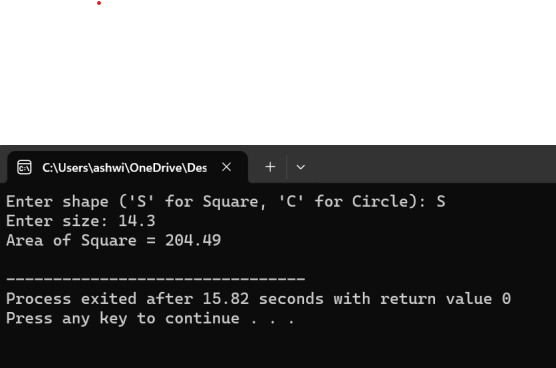 C:\Users\ashwi\OneDrive\Des
Enter shape ('S' for Square, 'C' for Circle): S
Enter size: 14.3
Area of Square = 204.49
--------------------------------
Process exited after 15.82 seconds with return value 0
Press any key to continue . . .